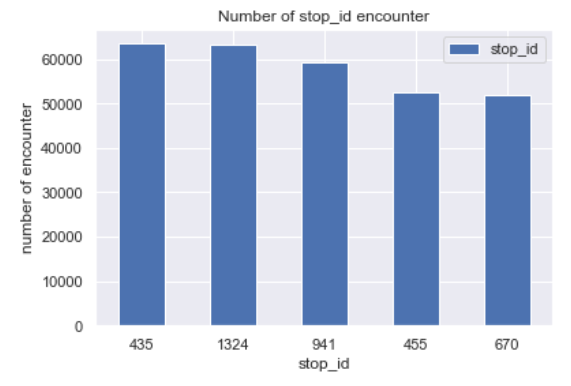 Number of stop_id encounter
stop_id
60000
50000
40000
30000
20000
10000
0
number of encounter
435 1324 941 455 670
stop_id